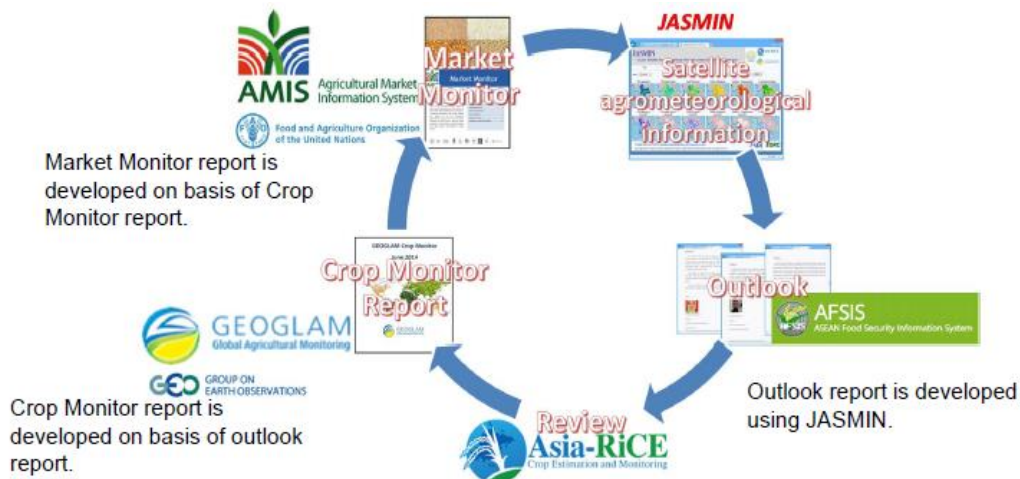 JASMIN
Market
Monitor
Market Monitor
AMIS
Agricultural Market
Information System
Food and Agriculture Organization
of the United Nations
JASMIN
Satellite
agrometeorological
information
Market Monitor report is
developed on basis of Crop
Monitor report.
GEOGLAM Crop Monitor
June 2014
Crop Monitor
Report
GEOGLAM
Global Agricultural Monitoring
GEO GROUP ON
EARTH OBSERVATIONS
Outlook
AFSIS
ASEAN Food Security Information System
Outlook report is developed
using JASMIN.
Crop Monitor report is
developed on basis of outlook
report.
Review
Asia-RiCE
Crop Estimation and Monitoring